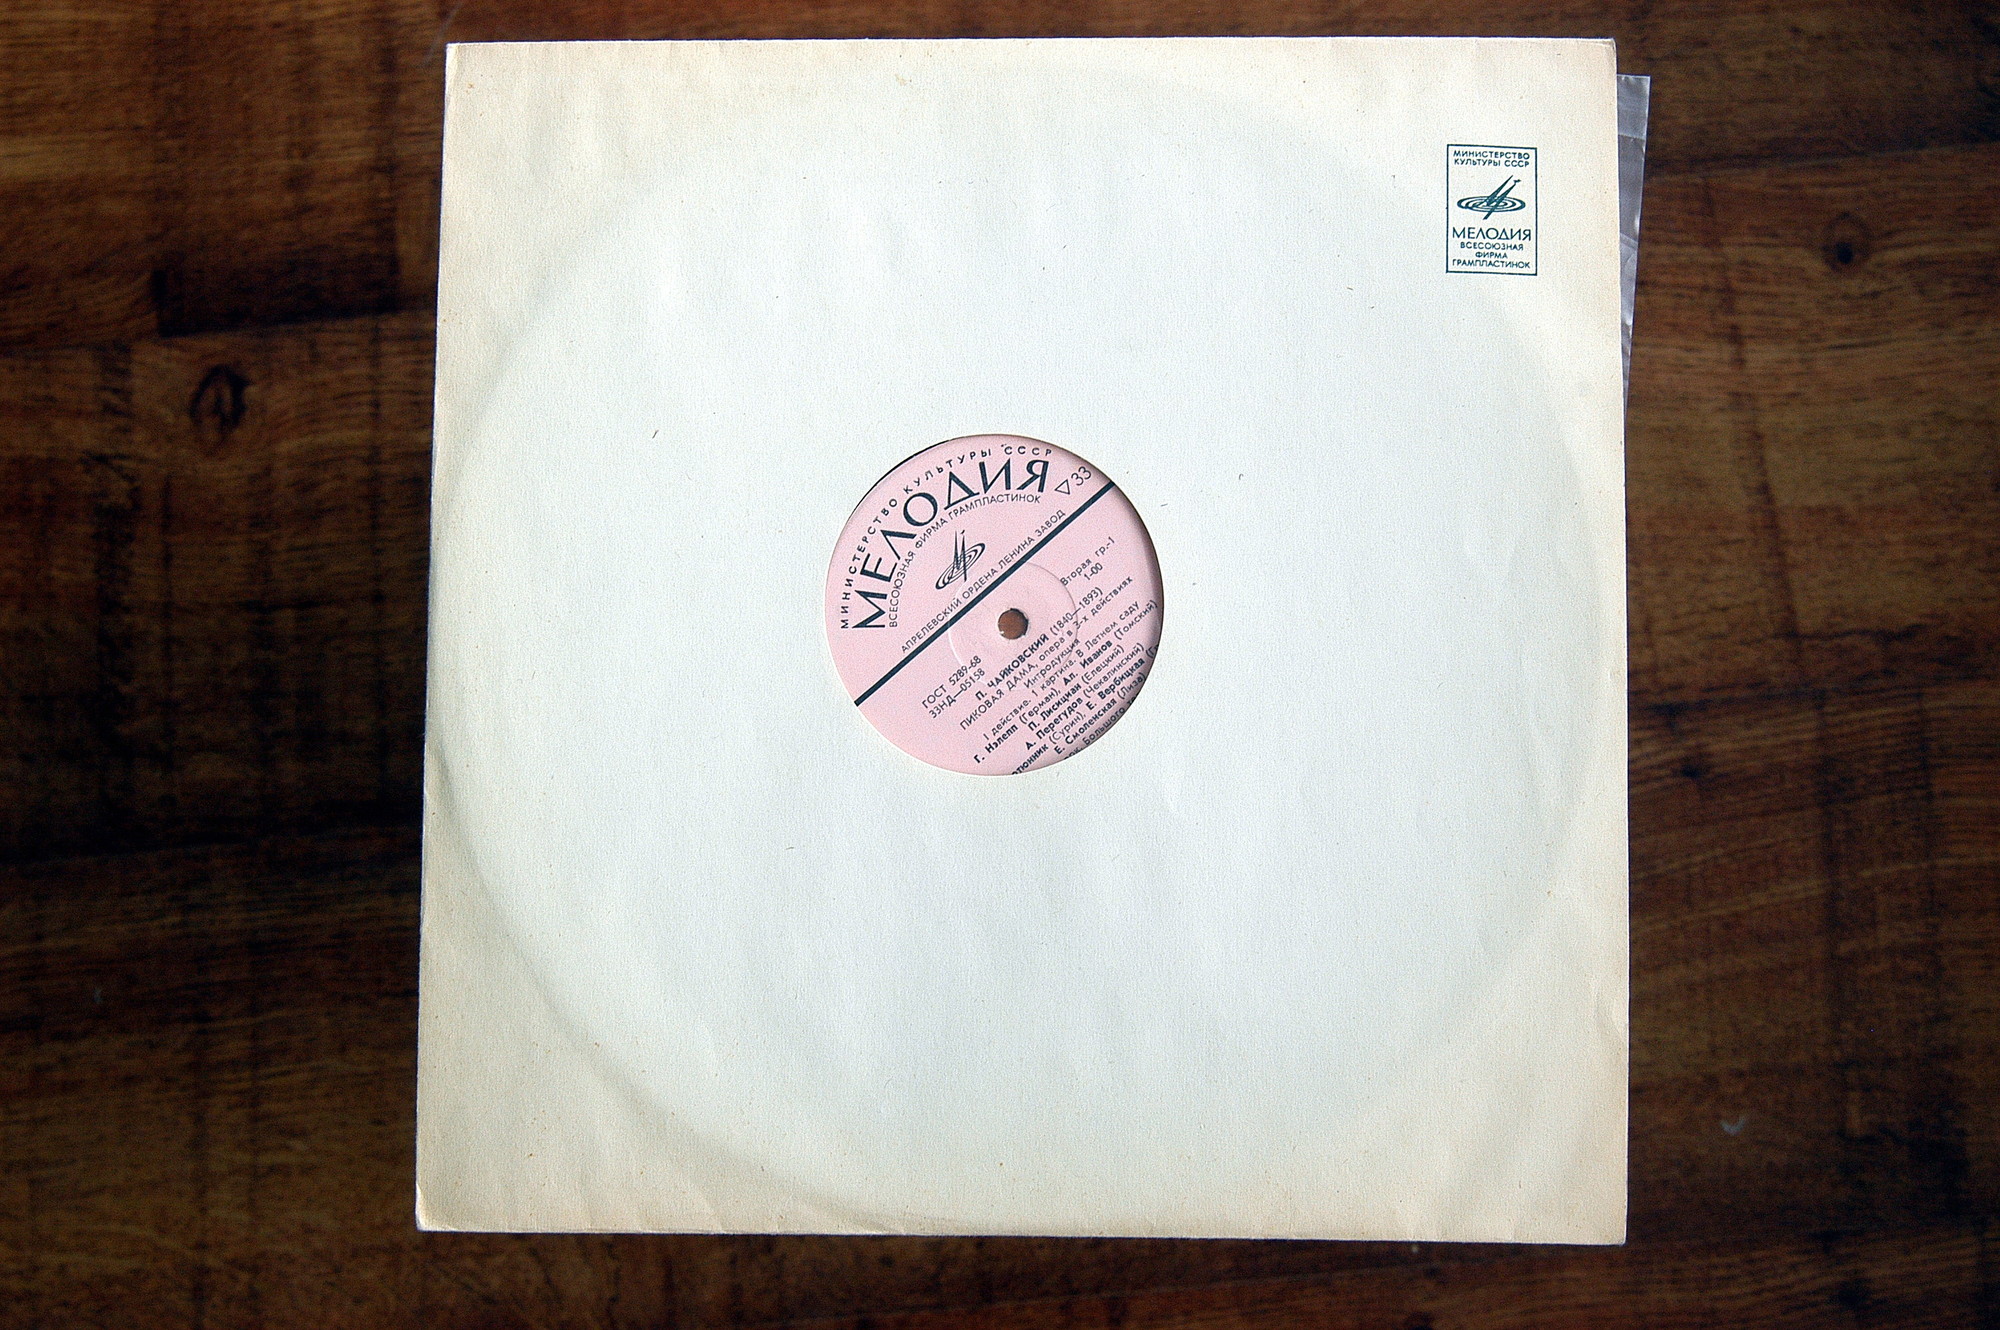 МИНИСТЕРСТВО
КУЛЬТУРЫ СССР
МЕЛОДИЯ
ВСЕСОЮЗНАЯ
ФИРМА
ГРАМПЛАСТИНОК
МИНИСТЕРСТВО КУЛЬТУРЫ СССР
МЕЛОДИЯ
ВСЕСОЮЗНАЯ ФИРМА ГРАМПЛАСТИНОК
33
АПРЕЛЕВСКИЙ ОРДЕНА ЛЕНИНА ЗАВОД
ГОСТ 5289-68 Вторая гр.-1
33НД—05158 1-00
П. ЧАЙКОВСКИЙ (1840—1893)
ПИКОВАЯ ДАМА, опера в 3-х действиях
Интродукция
I действие. 1 картина. В Летнем саду
Г. Нэлепп (Герман), Ал. Иванов (Томский)
П. Лисициан (Елецкий)
А. Перегудов (Чекалинский)
(Сурин), Е. Вербицкая
Е. Смоленская (Лиза)
Большого